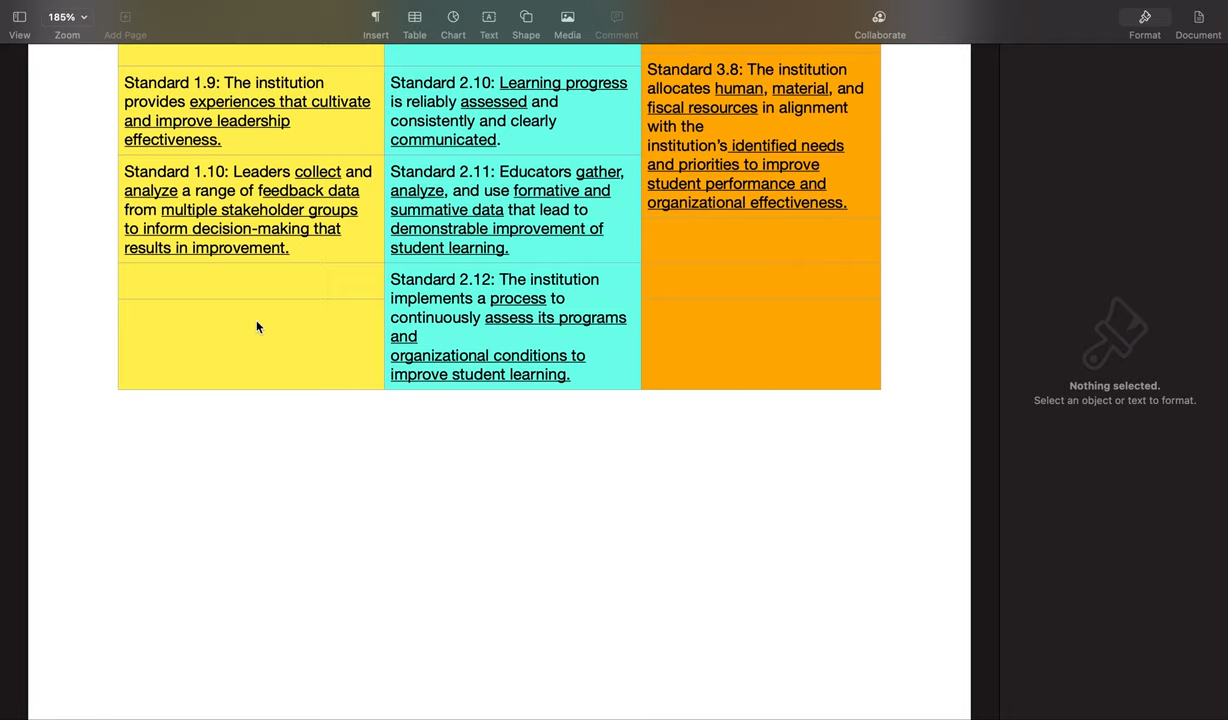 185%
View
Zoom
Add Page
Insert
Table
Chart
Text
Shape
Media
Comment
Collaborate
Format
Document
Standard 1.9: The institution
provides experiences that cultivate
and improve leadership
effectiveness.
Standard 1.10: Leaders collect and
analyze a range of feedback data
from multiple stakeholder groups
to inform decision-making that
results in improvement.
Standard 2.10: Learning progress
is reliably assessed and
consistently and clearly
communicated.
Standard 2.11: Educators gather,
analyze, and use formative and
summative data that lead to
demonstrable improvement of
student learning.
Standard 2.12: The institution
implements a process to
continuously assess its programs
and
organizational conditions to
improve student learning.
Standard 3.8: The institution
allocates human, material, and
fiscal resources in alignment
with the
institution's identified needs
and priorities to improve
student performance and
organizational effectiveness.
Nothing selected.
Select an object or text to format.